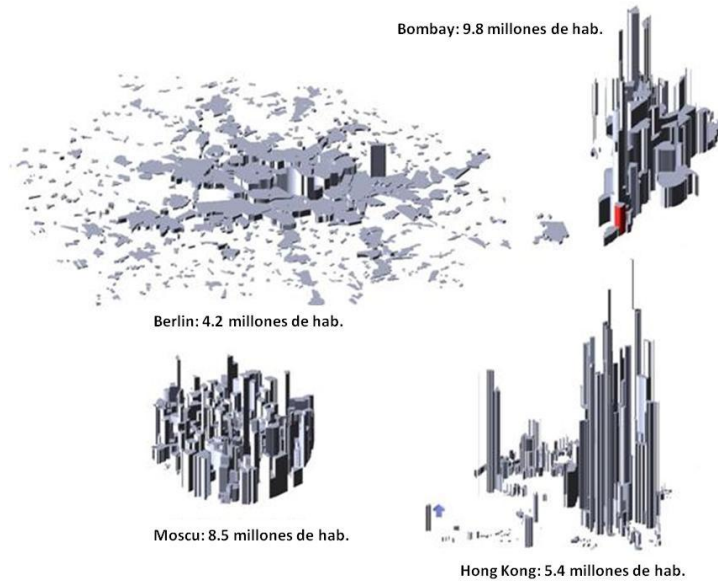 Bombay: 9.8 millones de hab.
Berlin: 4.2 millones de hab.
Moscu: 8.5 millones de hab.
Hong Kong: 5.4 millones de hab.